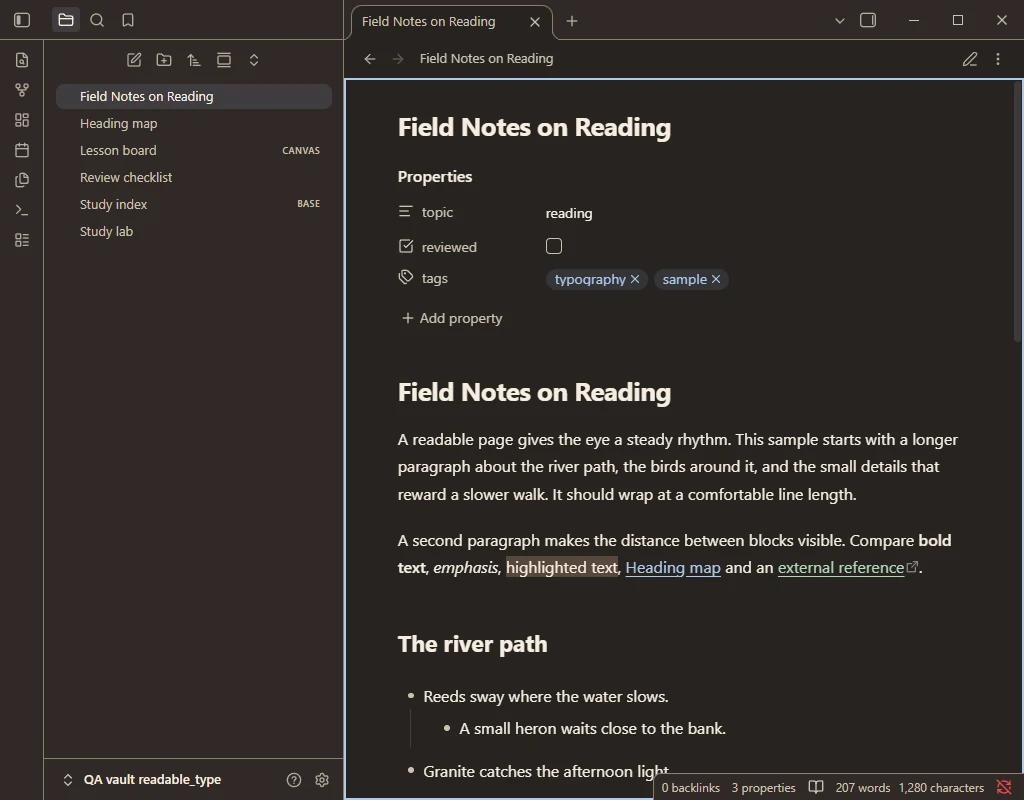 Field Notes on Reading
Field Notes on Reading
Field Notes on Reading
Heading map
Lesson board CANVAS
Review checklist
Study index BASE
Study lab
QA vault readable_type
Field Notes on Reading
Properties
topic reading
reviewed
tags typography sample
Add property
Field Notes on Reading
A readable page gives the eye a steady rhythm. This sample starts with a longer
paragraph about the river path, the birds around it, and the small details that
reward a slower walk. It should wrap at a comfortable line length.
A second paragraph makes the distance between blocks visible. Compare bold
text, emphasis, highlighted text, Heading map and an external reference.
The river path
Reeds sway where the water slows.
A small heron waits close to the bank.
Granite catches the afternoon light.
0 backlinks 3 properties 207 words 1,280 characters